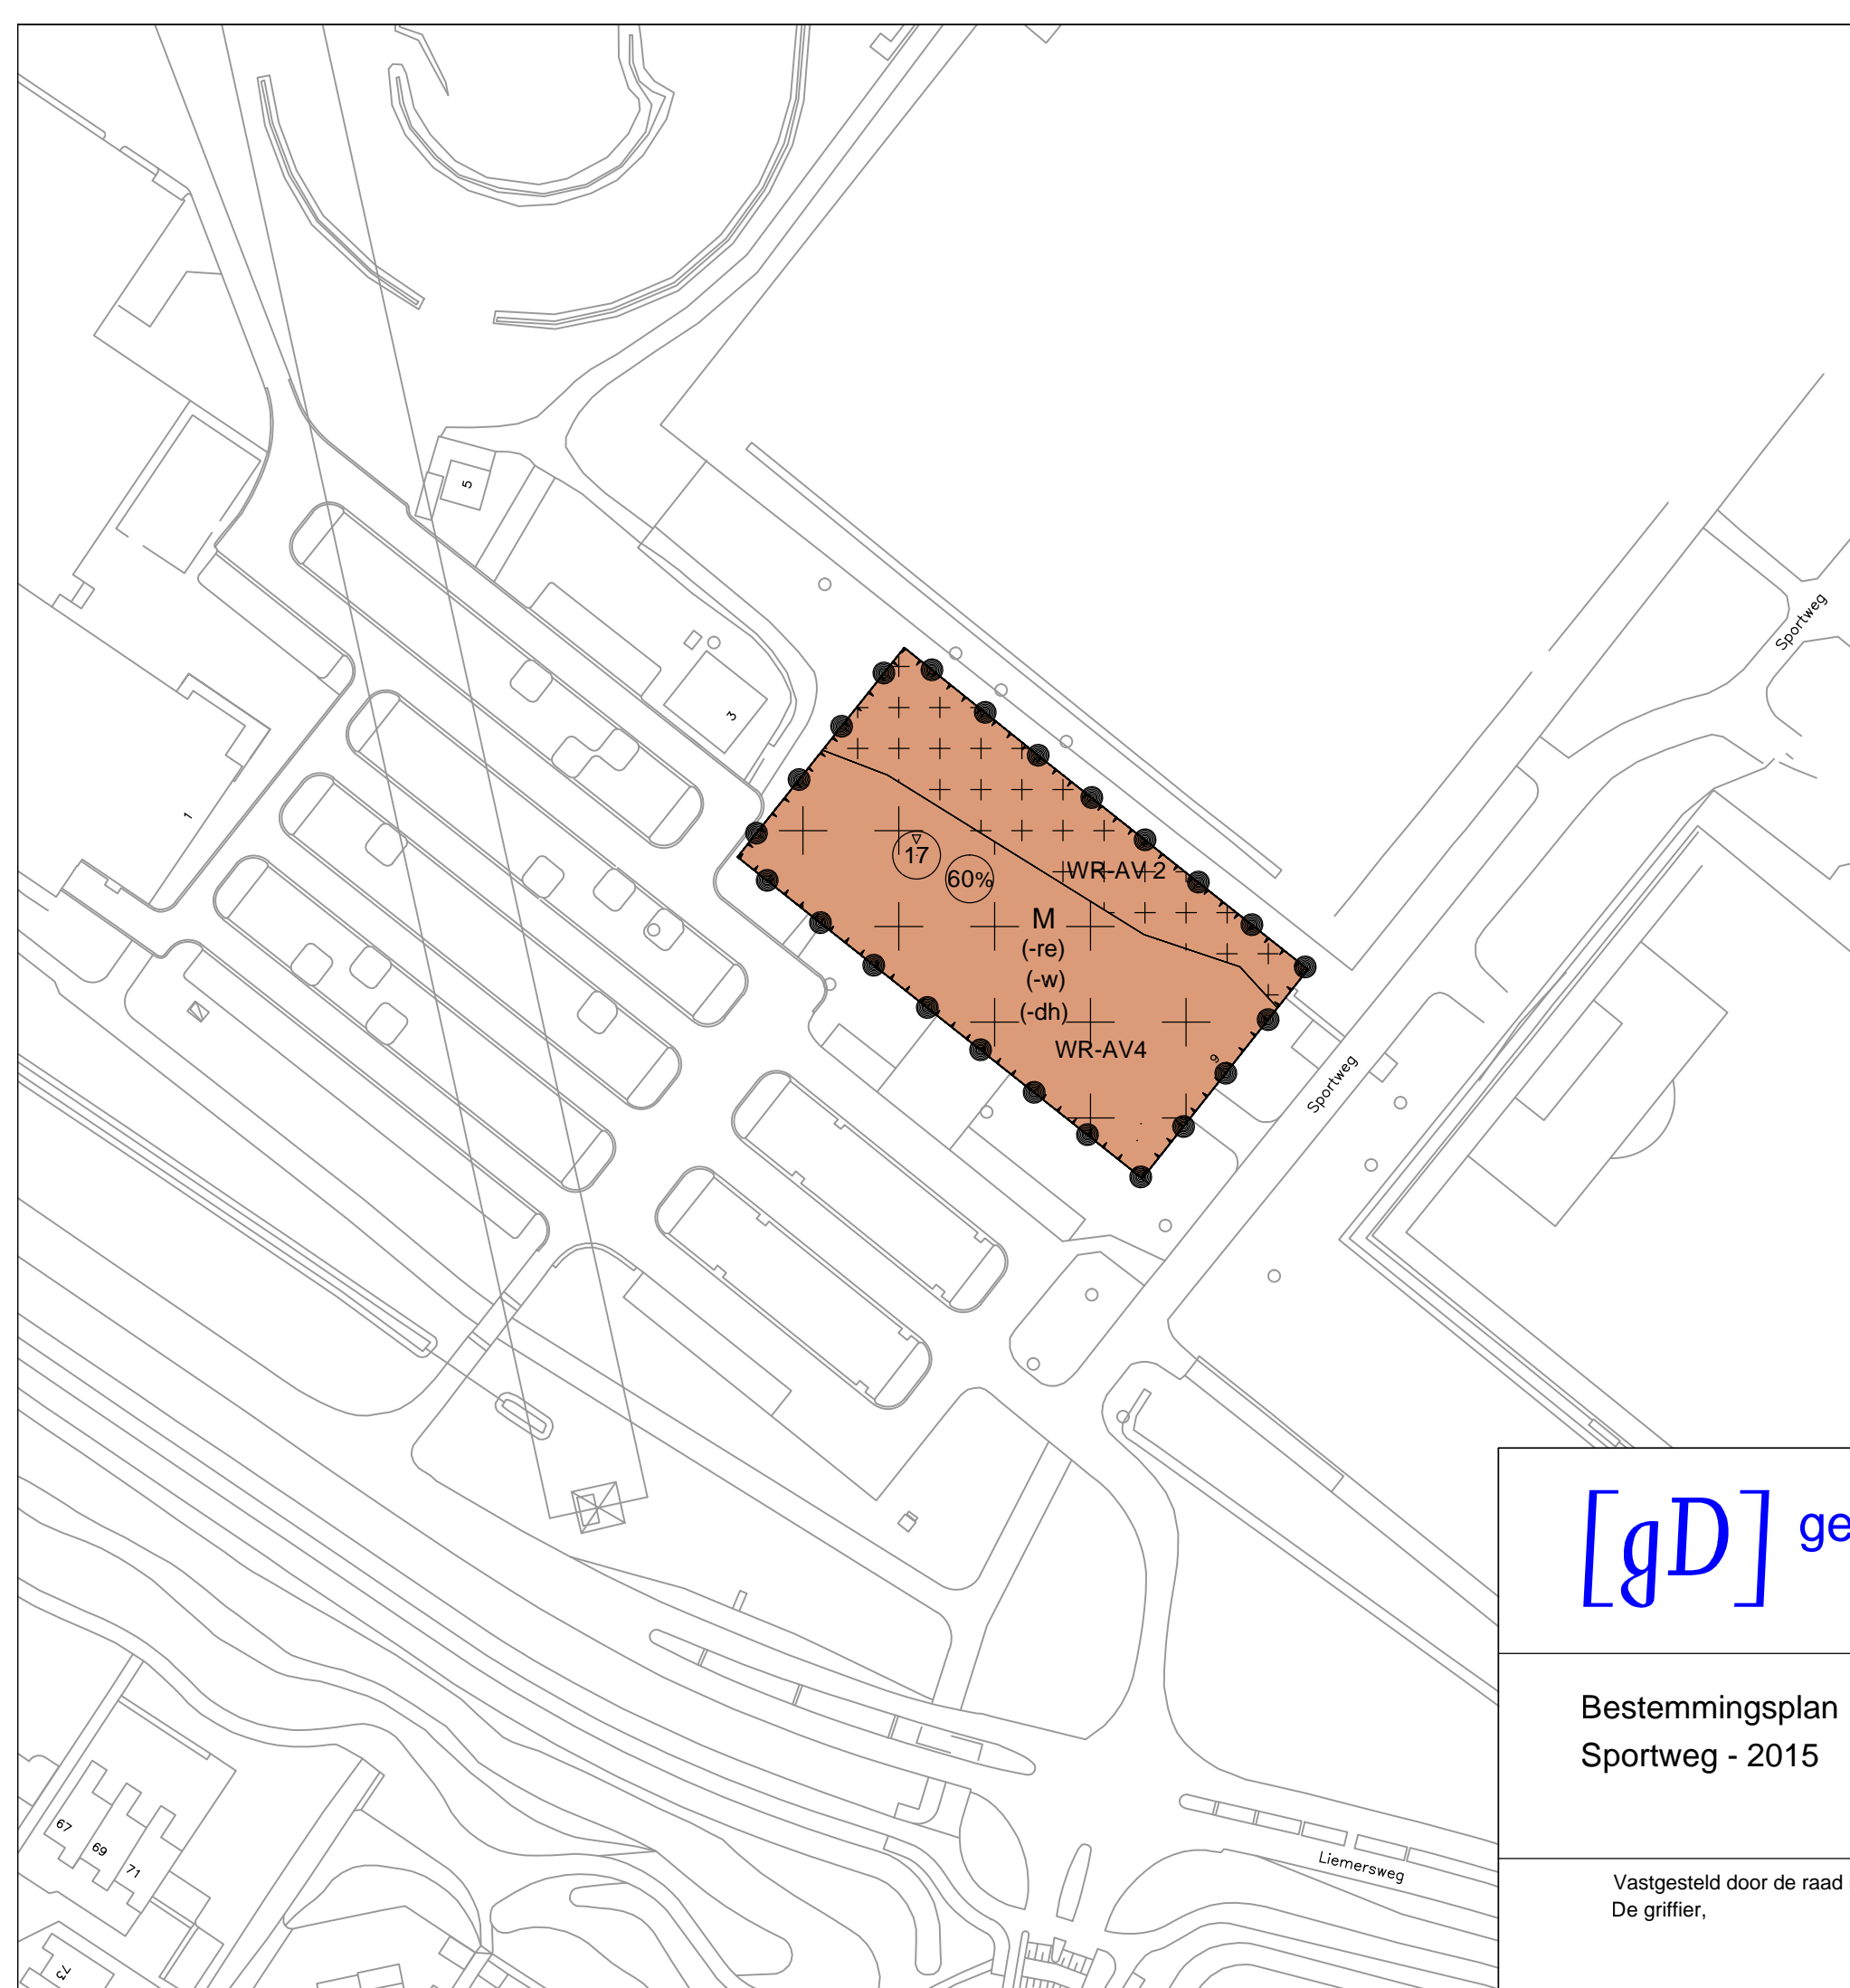 5
Sportweg
3
1
17
60%
WR-AV 2
M
(-re)
(-w)
(-dh)
WR-AV4
9
Sportweg
[gD] ge
Bestemmingsplan
Sportweg - 2015
67
69
71
73
Liemersweg
Vastgesteld door de raad
De griffier,